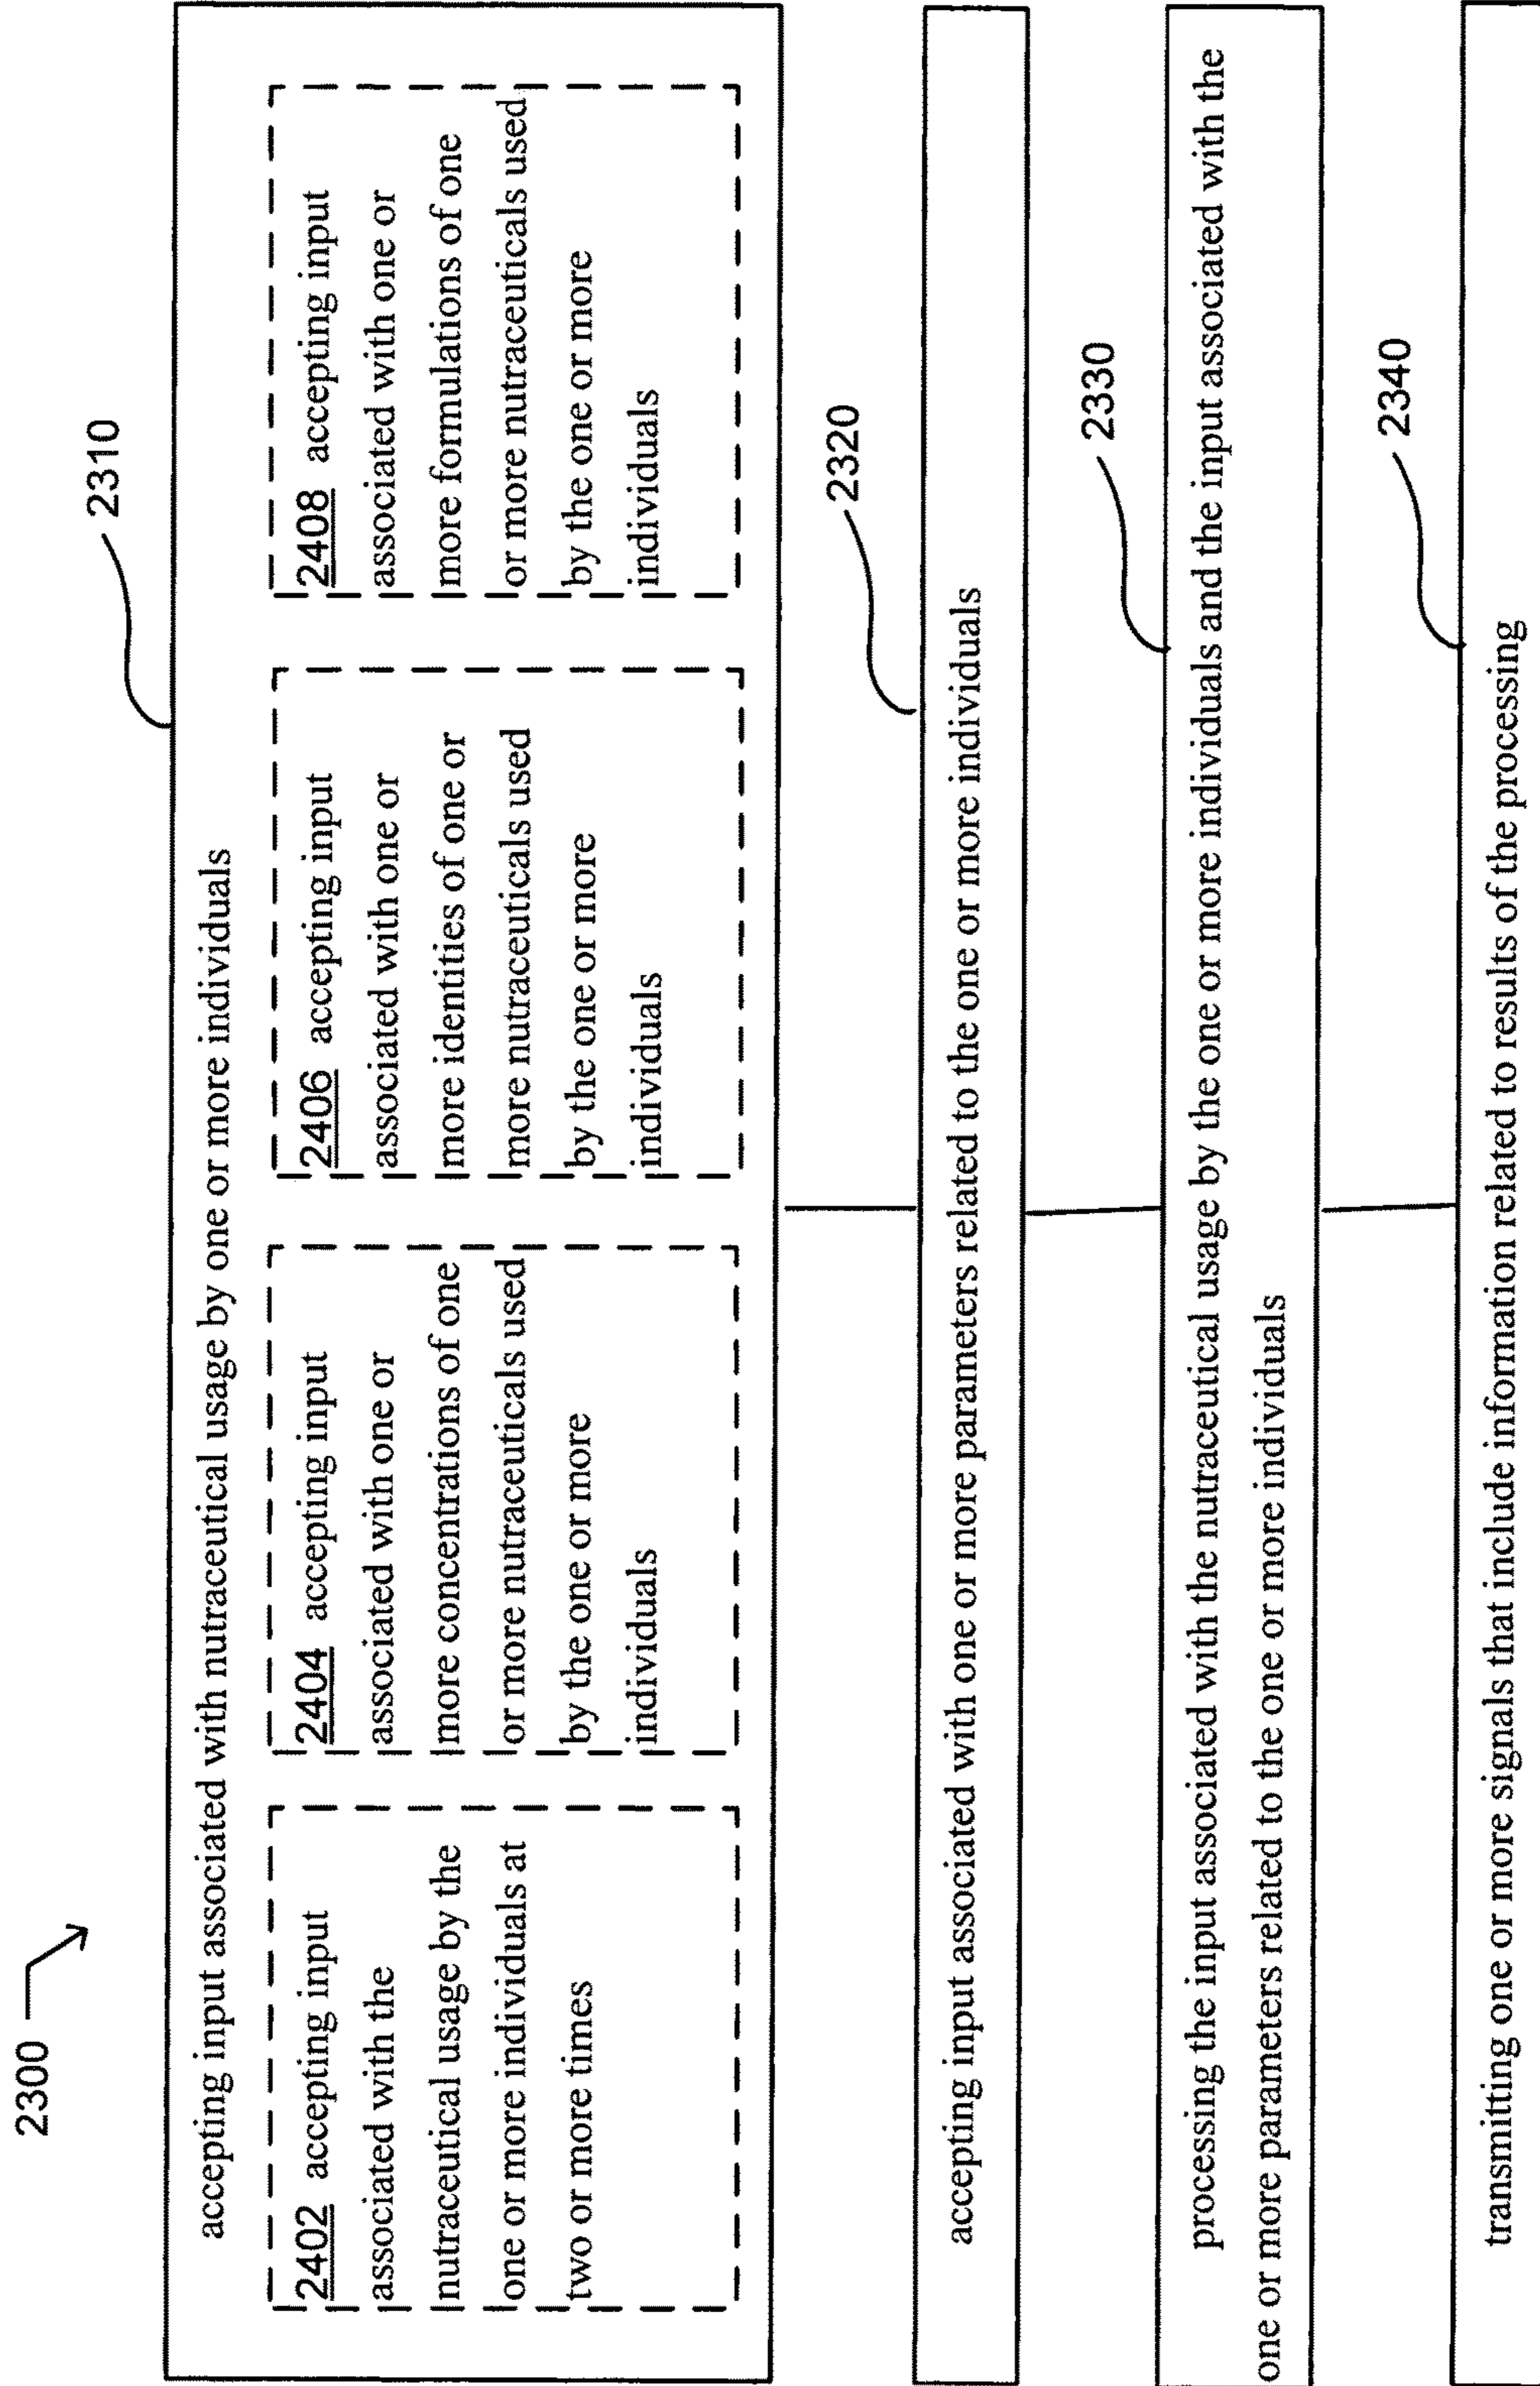 2300
2310
accepting input associated with nutraceutical usage by one or more individuals
2402 accepting input
associated with the
nutraceutical usage by the
one or more individuals at
two or more times
2404 accepting input
associated with one or
more concentrations of one
or more nutraceuticals used
by the one or more
individuals
2406 accepting input
associated with one or
more identities of one or
more nutraceuticals used
by the one or more
individuals
2408 accepting input
associated with one or
more formulations of one
or more nutraceuticals used
by the one or more
individuals
2320
accepting input associated with one or more parameters related to the one or more individuals
2330
processing the input associated with the nutraceutical usage by the one or more individuals and the input associated with the
one or more parameters related to the one or more individuals
2340
transmitting one or more signals that include information related to results of the processing